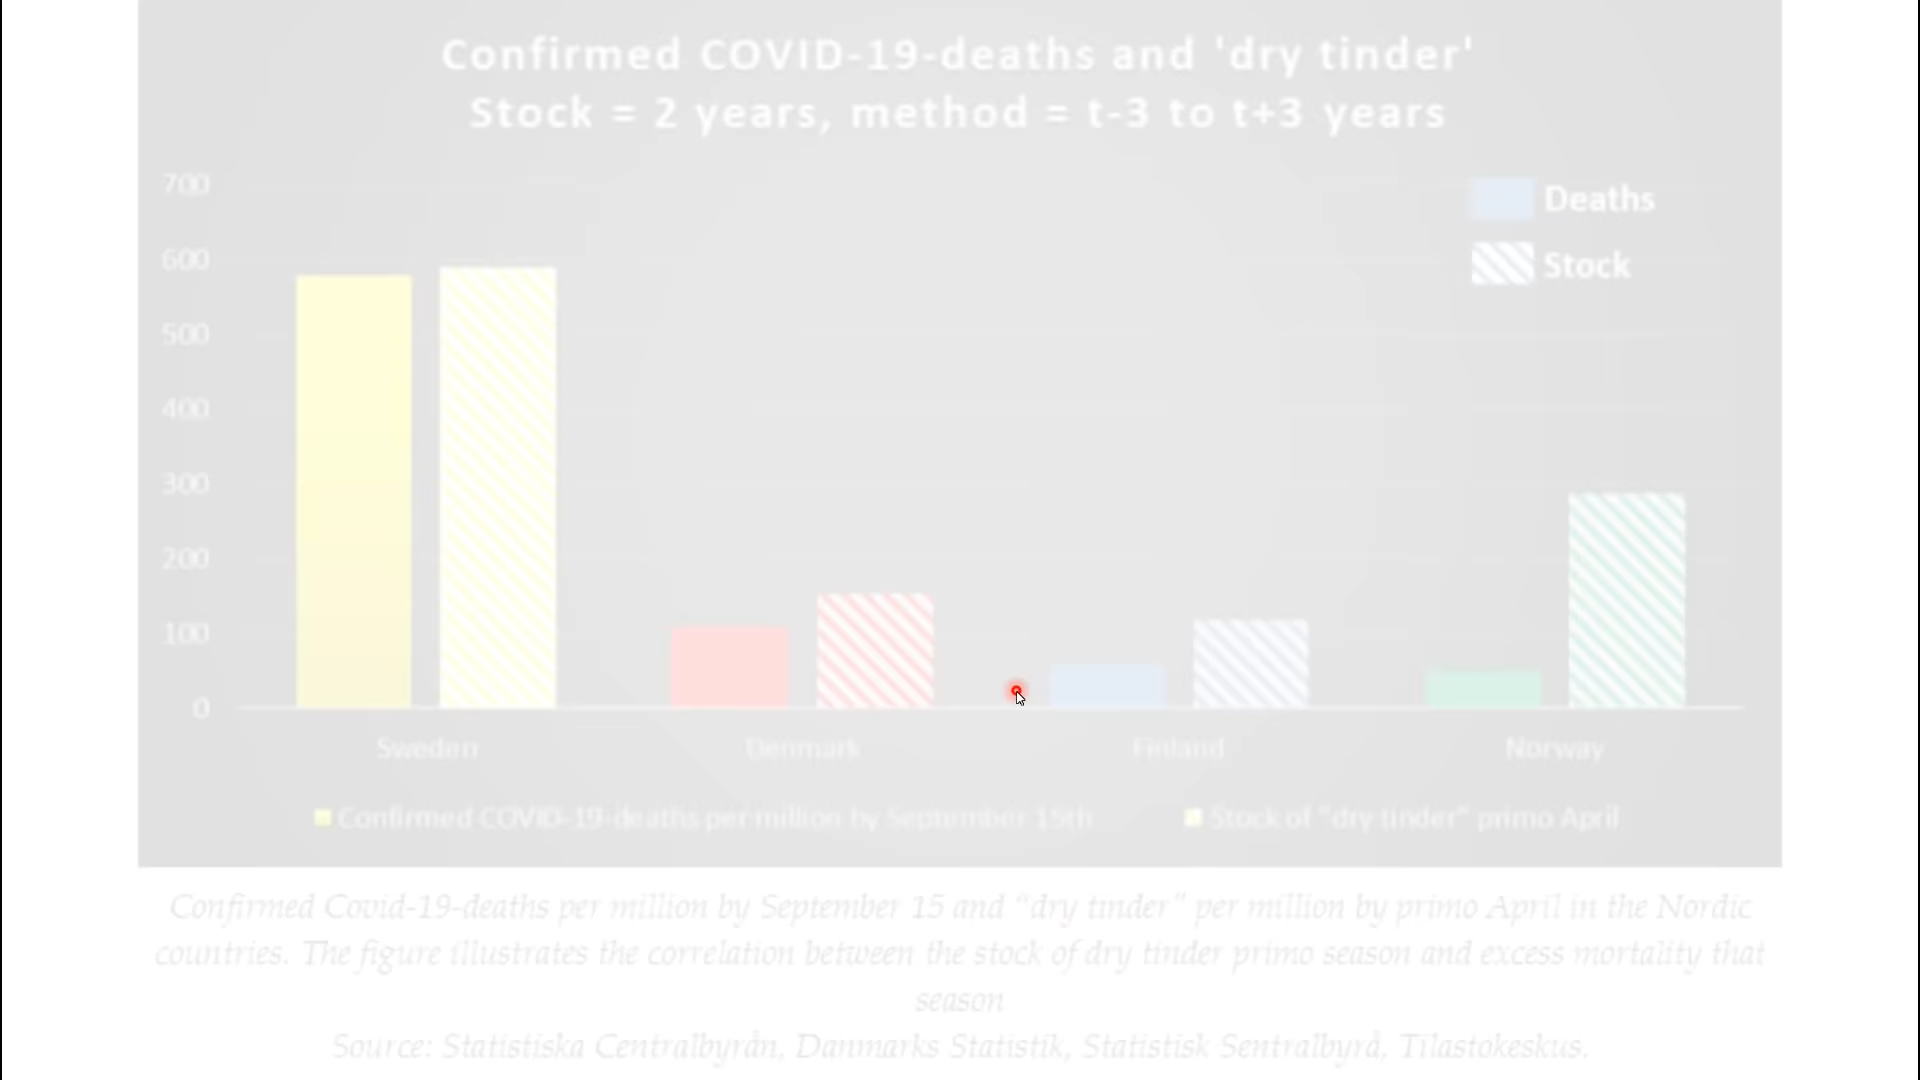 Confirmed COVID-19-deaths and 'dry tinder'
Stock = 2 years, method = t-3 to t+3 years
700
600
500
400
300
200
100
0
Deaths
Stock
Sweden
Denmark
Finland
Norway
Confirmed COVID-19-deaths per million by September 15th
Stock of "dry tinder" primo April
Confirmed Covid-19-deaths per million by September 15 and “dry tinder” per million by primo April in the Nordic
countries. The figure illustrates the correlation between the stock of dry tinder primo season and excess mortality that
season
Source: Statistiska Centralbyrån, Danmarks Statistik, Statistisk Sentralbyrå, Tilastokeskus.